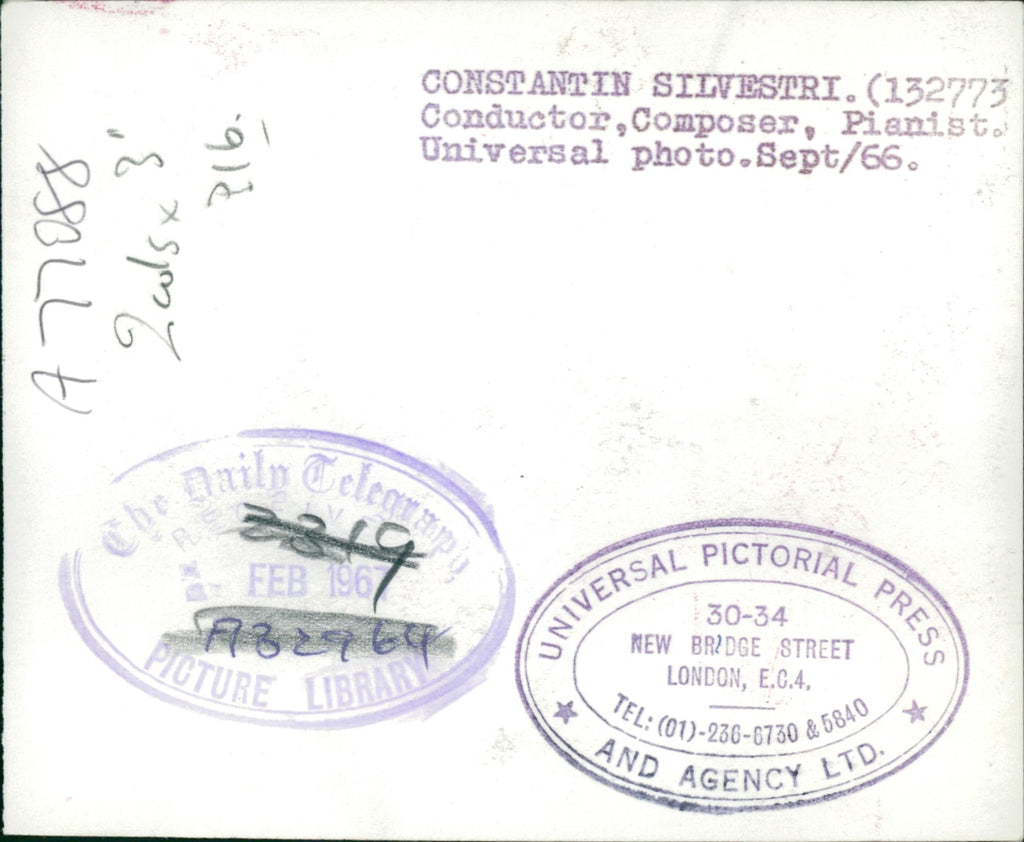 CONSTANTIN SILVESTRI.(132773
Conductor,Composer, Pianist.
Universal photo.Sept/66.
A77088
2cols x 3"
P16.
The Daily Telegraph
FEB 1967
A32964
PICTURE LIBRARY
UNIVERSAL PICTORIAL PRESS
30-34
NEW BRIDGE STREET
LONDON, E.C.4,
TEL: (01)-236-6730 & 5840
AND AGENCY LTD.